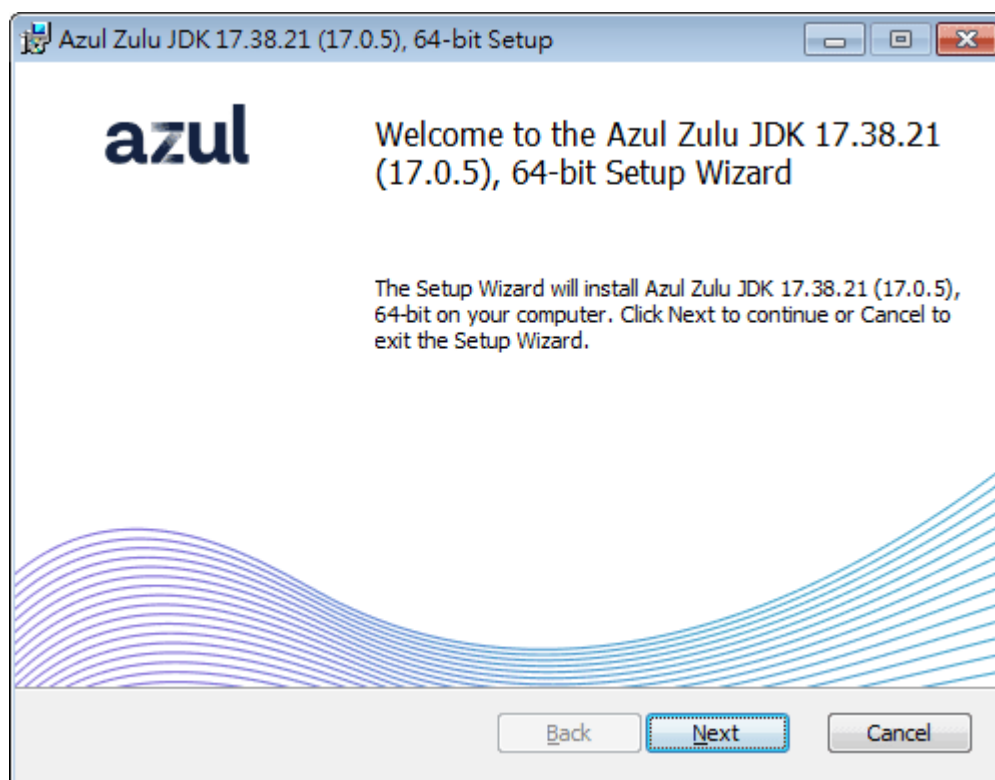 Azul Zulu JDK 17.38.21 (17.0.5), 64-bit Setup
azul
Welcome to the Azul Zulu JDK 17.38.21
(17.0.5), 64-bit Setup Wizard
The Setup Wizard will install Azul Zulu JDK 17.38.21 (17.0.5),
64-bit on your computer. Click Next to continue or Cancel to
exit the Setup Wizard.
Back
Next
Cancel